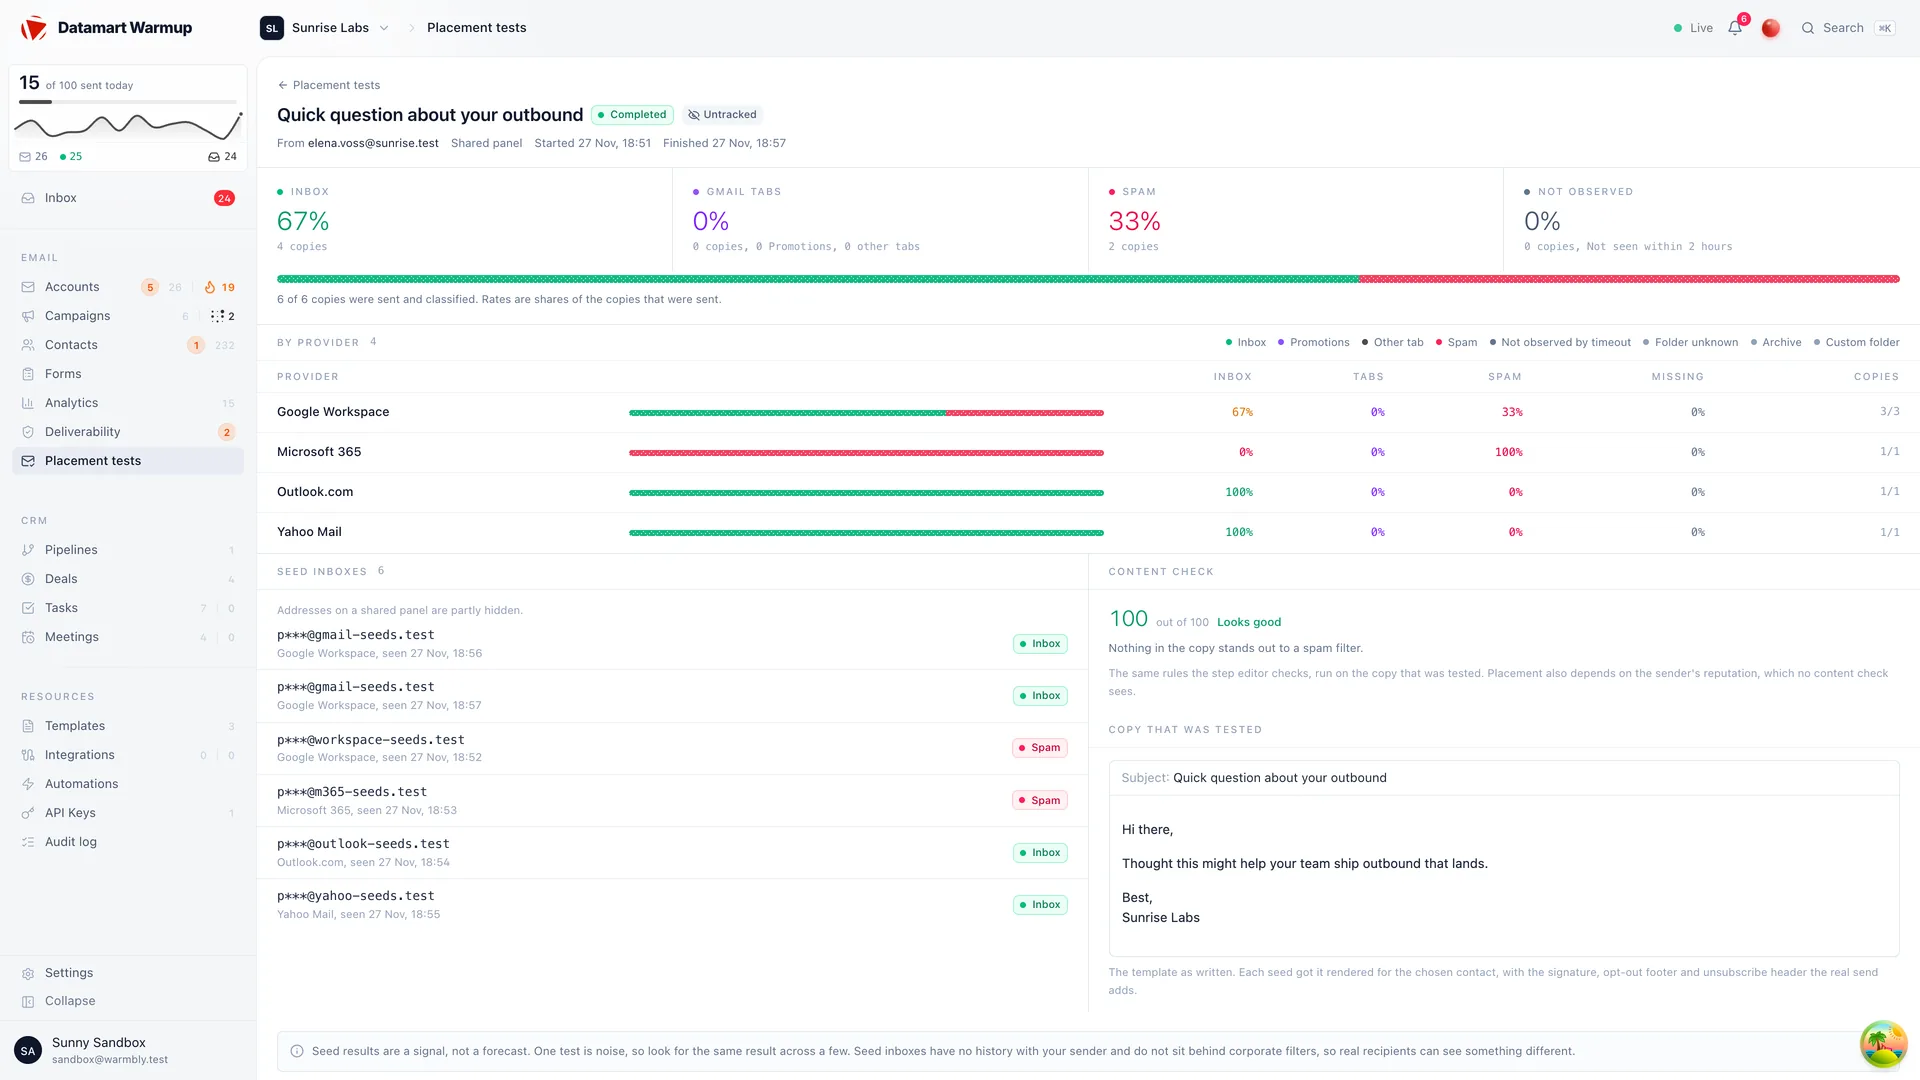 Datamart Warmup
SL Sunrise Labs
Placement tests
Live
6
Search ⌘K
15 of 100 sent today
26 25 24
Inbox 24
EMAIL
Accounts 5 26 19
Campaigns 6 2
Contacts 1 232
Forms
Analytics 15
Deliverability 2
Placement tests
CRM
Pipelines 1
Deals 4
Tasks 7 0
Meetings 4 0
RESOURCES
Templates 3
Integrations 0 0
Automations
API Keys 1
Audit log
Settings
Collapse
SA Sunny Sandbox
sandbox@warmbly.test
← Placement tests
Quick question about your outbound Completed Untracked
From elena.voss@sunrise.test Shared panel Started 27 Nov, 18:51 Finished 27 Nov, 18:57
INBOX
67%
4 copies
GMAIL TABS
0%
0 copies, 0 Promotions, 0 other tabs
SPAM
33%
2 copies
NOT OBSERVED
0%
0 copies, Not seen within 2 hours
6 of 6 copies were sent and classified. Rates are shares of the copies that were sent.
BY PROVIDER 4
Inbox Promotions Other tab Spam Not observed by timeout Folder unknown Archive Custom folder
PROVIDER INBOX TABS SPAM MISSING COPIES
Google Workspace 67% 0% 33% 0% 3/3
Microsoft 365 0% 0% 100% 0% 1/1
Outlook.com 100% 0% 0% 0% 1/1
Yahoo Mail 100% 0% 0% 0% 1/1
SEED INBOXES 6
Addresses on a shared panel are partly hidden.
p***@gmail-seeds.test
Google Workspace, seen 27 Nov, 18:56
Inbox
p***@gmail-seeds.test
Google Workspace, seen 27 Nov, 18:57
Inbox
p***@workspace-seeds.test
Google Workspace, seen 27 Nov, 18:52
Spam
p***@m365-seeds.test
Microsoft 365, seen 27 Nov, 18:53
Spam
p***@outlook-seeds.test
Outlook.com, seen 27 Nov, 18:54
Inbox
p***@yahoo-seeds.test
Yahoo Mail, seen 27 Nov, 18:55
Inbox
CONTENT CHECK
100 out of 100 Looks good
Nothing in the copy stands out to a spam filter.
The same rules the step editor checks, run on the copy that was tested. Placement also depends on the sender's reputation, which no content check
sees.
COPY THAT WAS TESTED
Subject: Quick question about your outbound
Hi there,
Thought this might help your team ship outbound that lands.
Best,
Sunrise Labs
The template as written. Each seed got it rendered for the chosen contact, with the signature, opt-out footer and unsubscribe header the real send
adds.
Seed results are a signal, not a forecast. One test is noise, so look for the same result across a few. Seed inboxes have no history with your sender and do not sit behind corporate filters, so real recipients can see something different.